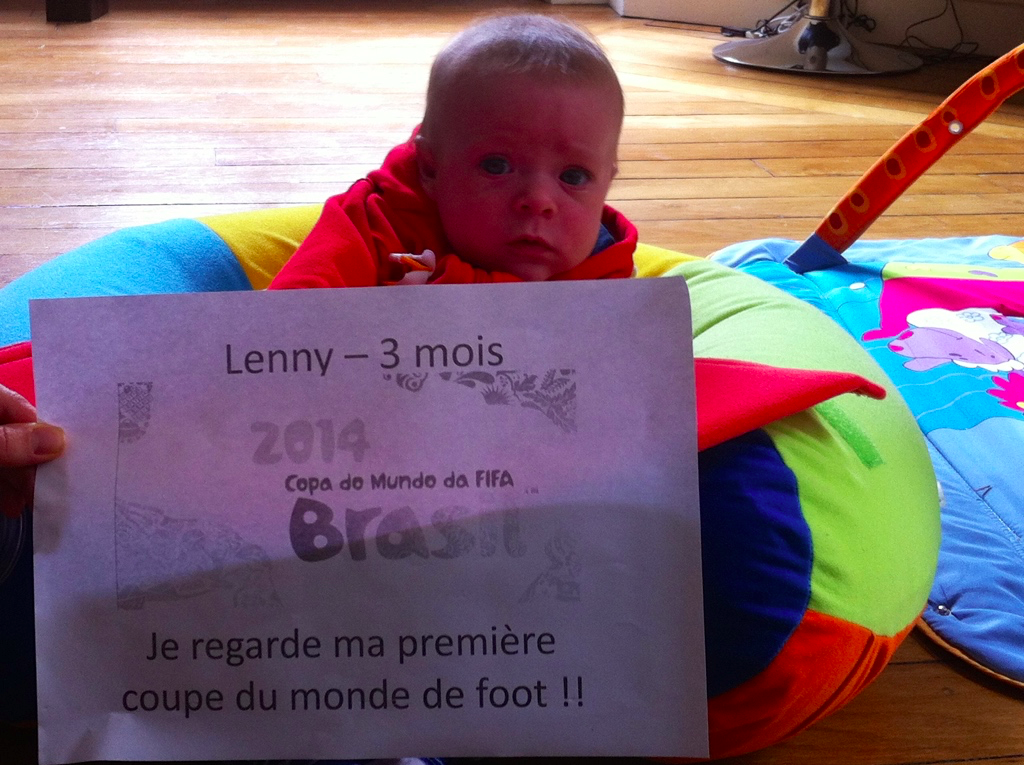 Lenny – 3 mois
2014
Copa do Mundo da FIFA
Brasil
Je regarde ma première
coupe du monde de foot !!